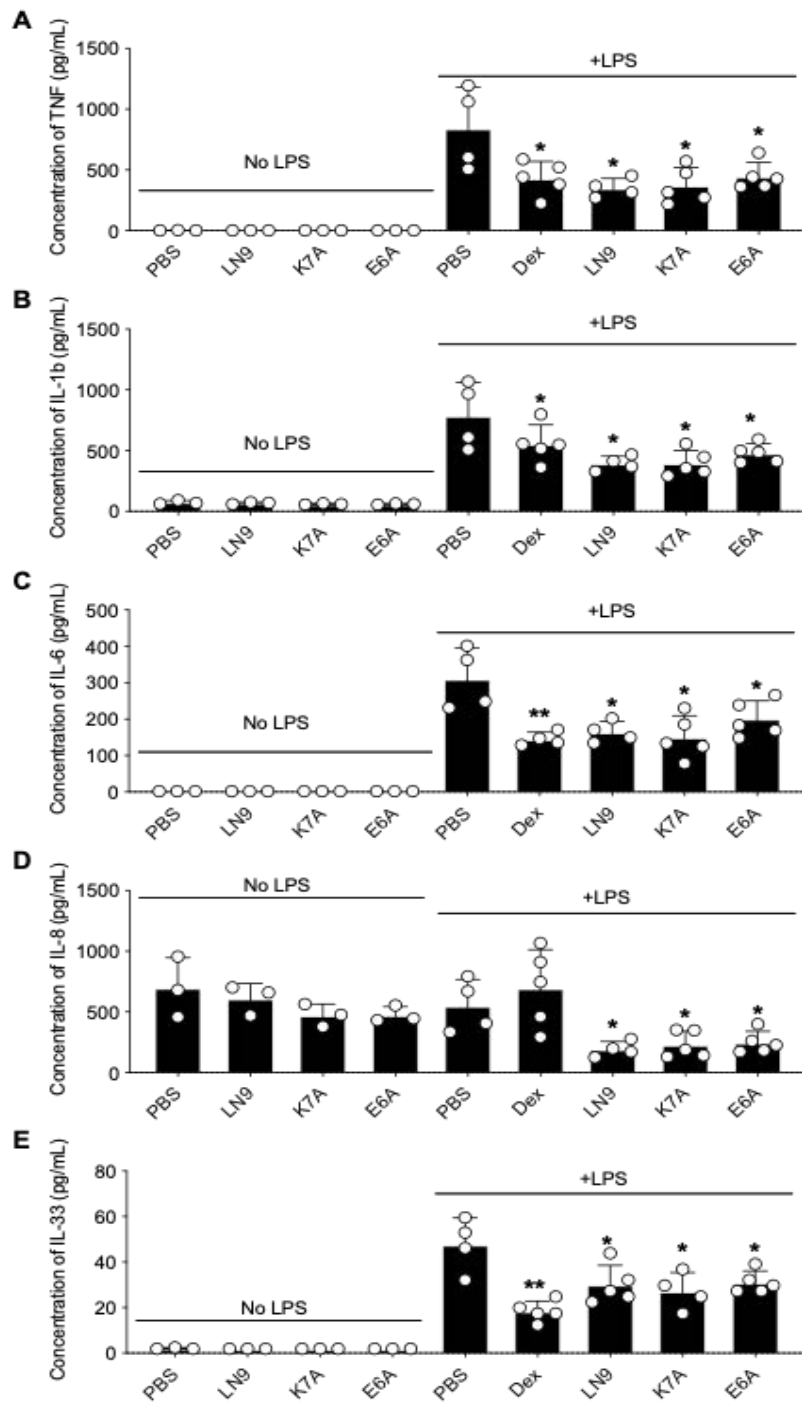 A
Concentration of TNF (pg/mL)
1500
1000
500
0
No LPS
+LPS
*
*
*
*
PBS LN9 K7A E6A PBS Dex LN9 K7A E6A
B
Concentration of IL-1b (pg/mL)
1500
1000
500
0
No LPS
+LPS
*
*
*
*
PBS LN9 K7A E6A PBS Dex LN9 K7A E6A
C
Concentration of IL-6 (pg/mL)
500
400
300
200
100
0
No LPS
+LPS
**
*
*
*
PBS LN9 K7A E6A PBS Dex LN9 K7A E6A
D
Concentration of IL-8 (pg/mL)
1500
1000
500
0
No LPS
+LPS
*
*
*
PBS LN9 K7A E6A PBS Dex LN9 K7A E6A
E
Concentration of IL-33 (pg/mL)
80
60
40
20
0
No LPS
+LPS
**
*
*
*
PBS LN9 K7A E6A PBS Dex LN9 K7A E6A